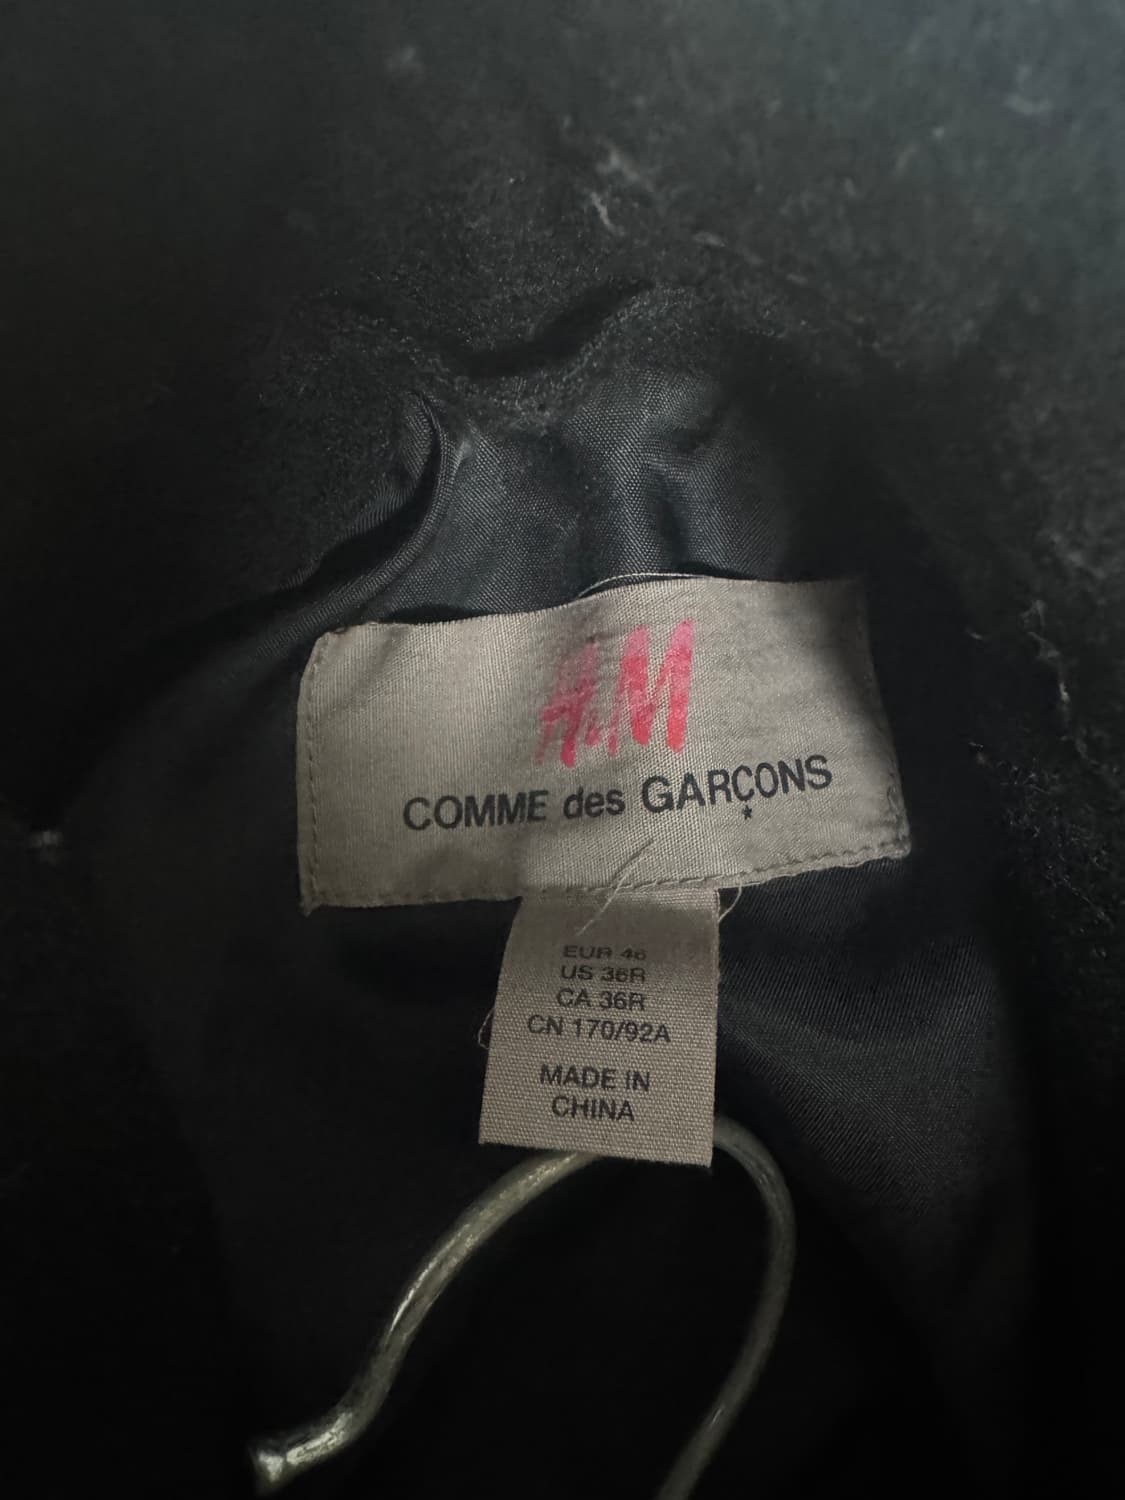 H&M
COMME des GARÇONS
EUR 46
US 36R
CA 36R
CN 170/92A
MADE IN
CHINA